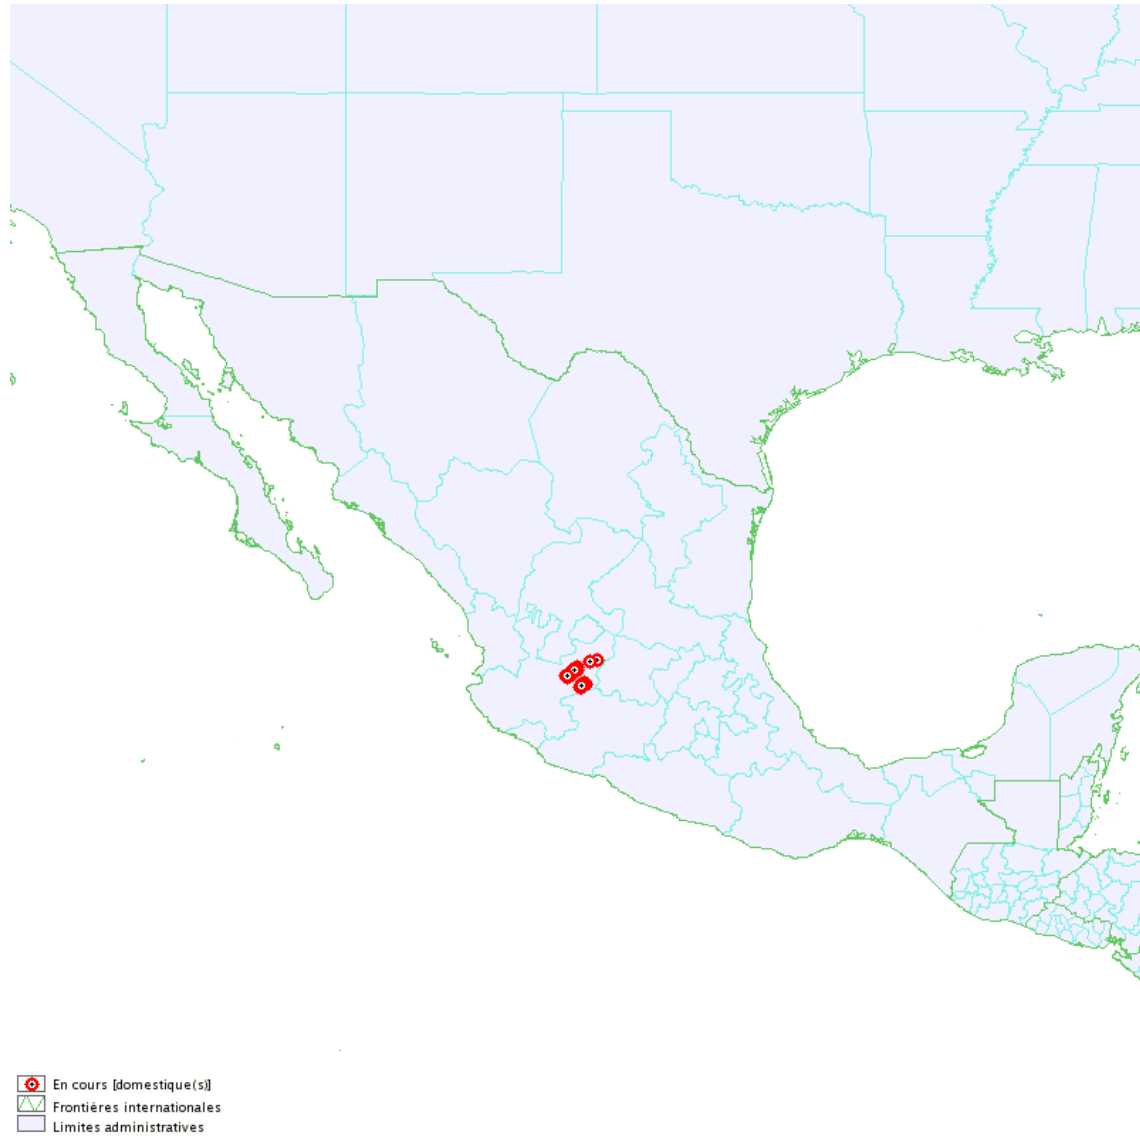 En cours [domestique(s)]
Frontières internationales
Limites administratives